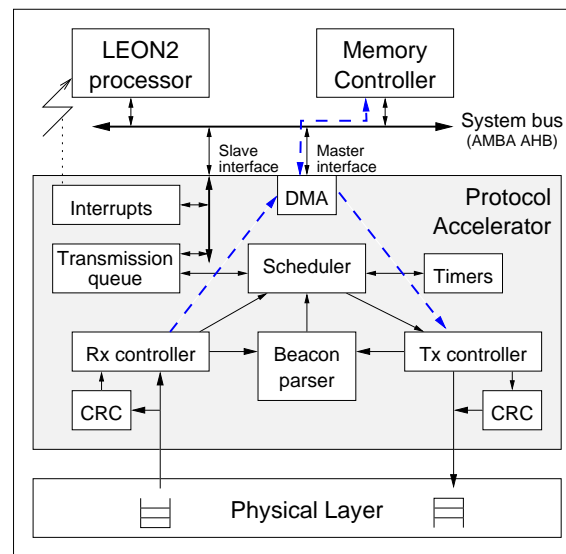 LEON2
processor
Memory
Controller
System bus
(AMBA AHB)
Slave
interface
Master
interface
DMA
Protocol
Accelerator
Interrupts
Transmission
queue
Scheduler
Timers
Rx controller
Beacon
parser
Tx controller
CRC
CRC
Physical Layer